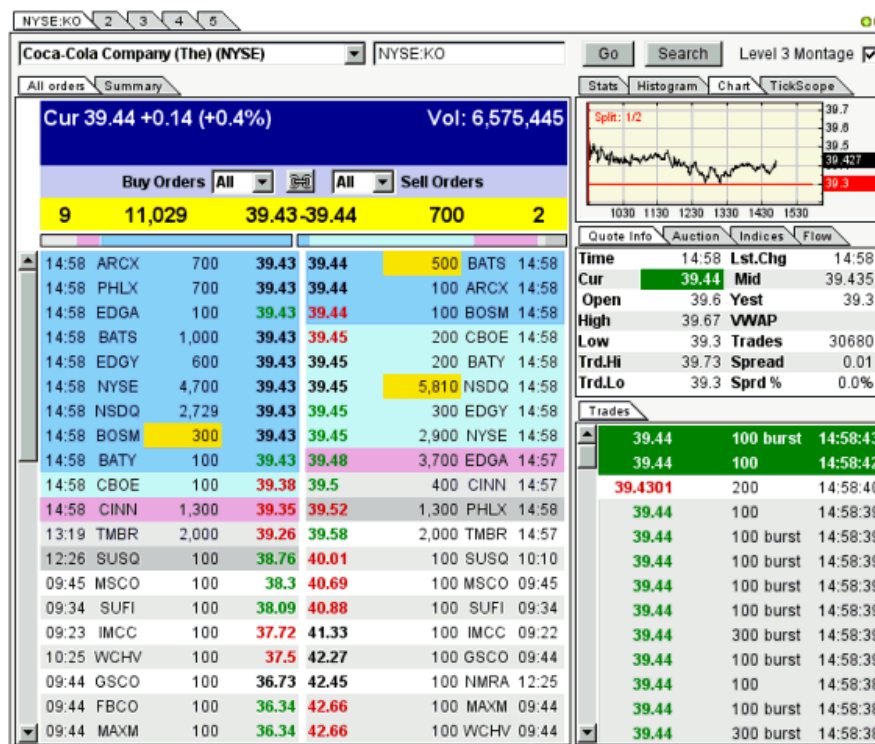 NYSE:KO 2 3 4 5
Coca-Cola Company (The) (NYSE) NYSE:KO Go Search Level 3 Montage
All orders Summary
Cur 39.44 +0.14 (+0.4%) Vol: 6,575,445
Buy Orders All All Sell Orders
9 11,029 39.43-39.44 700 2
14:58 ARCX 700 39.43 39.44 500 BATS 14:58
14:58 PHLX 700 39.43 39.44 100 ARCX 14:58
14:58 EDGA 100 39.43 39.44 100 BOSM 14:58
14:58 BATS 1,000 39.43 39.45 200 CBOE 14:58
14:58 EDGY 600 39.43 39.45 200 BATY 14:58
14:58 NYSE 4,700 39.43 39.45 5,810 NSDQ 14:58
14:58 NSDQ 2,729 39.43 39.45 300 EDGY 14:58
14:58 BOSM 300 39.43 39.45 2,900 NYSE 14:58
14:58 BATY 100 39.43 39.48 3,700 EDGA 14:57
14:58 CBOE 100 39.38 39.5 400 CINN 14:57
14:58 CINN 1,300 39.35 39.52 1,300 PHLX 14:58
13:19 TMBR 2,000 39.26 39.58 2,000 TMBR 14:57
12:26 SUSQ 100 38.76 40.01 100 SUSQ 10:10
09:45 MSCO 100 38.3 40.69 100 MSCO 09:45
09:34 SUFI 100 38.09 40.88 100 SUFI 09:34
09:23 IMCC 100 37.72 41.33 100 IMCC 09:22
10:25 WCHV 100 37.5 42.27 100 GSCO 09:44
09:44 GSCO 100 36.73 42.45 100 NMRA 12:25
09:44 FBCO 100 36.34 42.66 100 MAXM 09:44
09:44 MAXM 100 36.34 42.66 100 WCHV 09:44
Stats Histogram Chart TickScope
Split: 1/2
39.7
39.6
39.5
39.427
39.3
1030 1130 1230 1330 1430 1530
Quote Info Auction Indices Flow
Time 14:58 Lst.Chg 14:58
Cur 39.44 Mid 39.435
Open 39.6 Yest 39.3
High 39.67 VWAP
Low 39.3 Trades 30680
Trd.Hi 39.73 Spread 0.01
Trd.Lo 39.3 Sprd % 0.0%
Trades
39.44 100 burst 14:58:43
39.44 100 14:58:42
39.4301 200 14:58:40
39.44 100 14:58:39
39.44 100 burst 14:58:39
39.44 100 burst 14:58:39
39.44 100 burst 14:58:39
39.44 100 burst 14:58:39
39.44 300 burst 14:58:39
39.44 100 burst 14:58:39
39.44 100 14:58:38
39.44 100 burst 14:58:38
39.44 300 burst 14:58:38